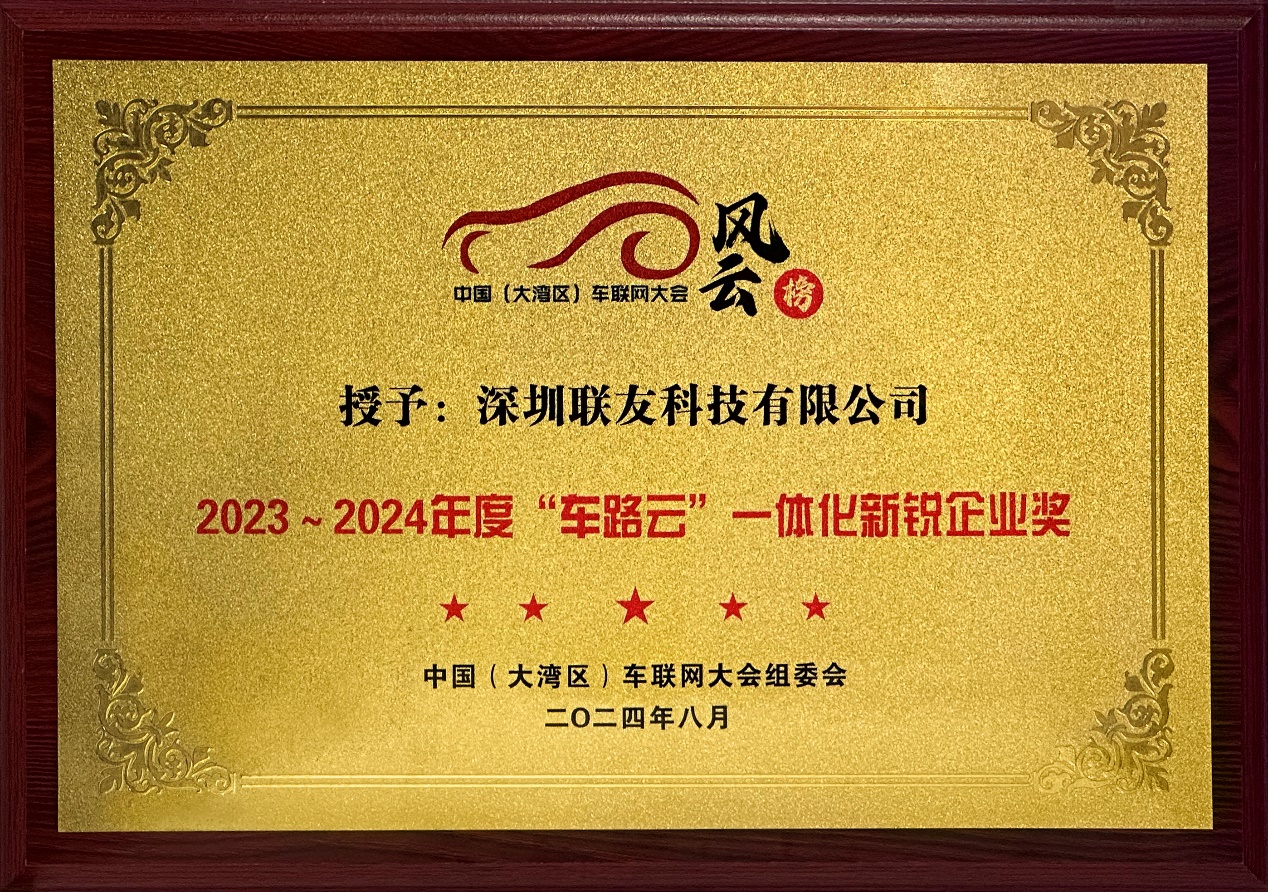 风云榜
中国（大湾区）车联网大会
授予：深圳联友科技有限公司
2023~2024年度“车路云”一体化新锐企业奖
中国（大湾区）车联网大会组委会
二O二四年八月